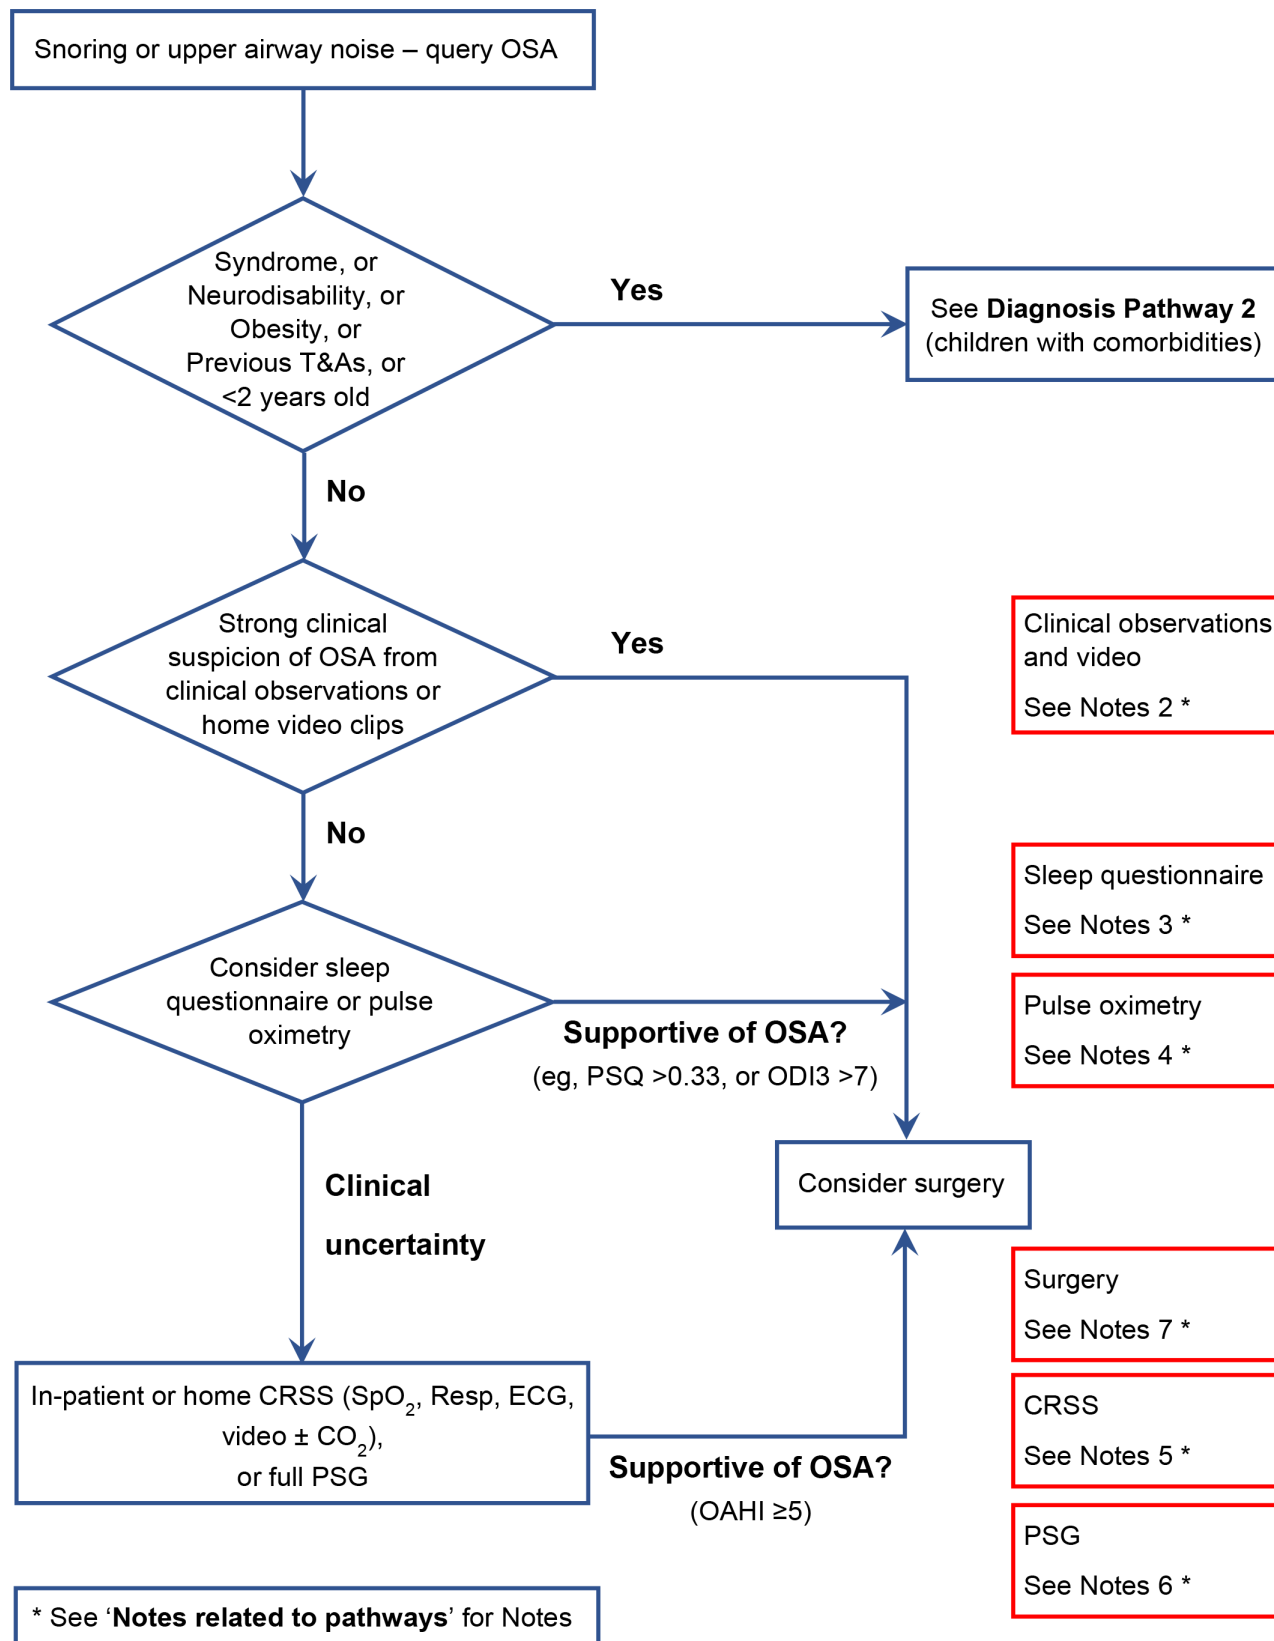 Snoring or upper airway noise – query OSA
Syndrome, or
Neurodisability, or
Obesity, or
Previous T&As, or
<2 years old
Yes
See Diagnosis Pathway 2
(children with comorbidities)
No
Strong clinical
suspicion of OSA from
clinical observations or
home video clips
Yes
Clinical observations
and video
See Notes 2 *
No
Sleep questionnaire
See Notes 3 *
Consider sleep
questionnaire or pulse
oximetry
Supportive of OSA?
(eg, PSQ >0.33, or ODI3 >7)
Pulse oximetry
See Notes 4 *
Clinical
uncertainty
Consider surgery
Surgery
See Notes 7 *
In-patient or home CRSS (SpO₂, Resp, ECG,
video ± CO₂),
or full PSG
Supportive of OSA?
(OAHI ≥5)
CRSS
See Notes 5 *
PSG
See Notes 6 *
* See ‘Notes related to pathways’ for Notes